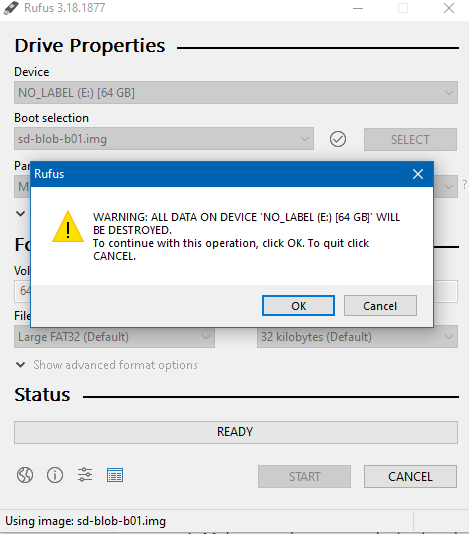 Rufus 3.18.1877
Drive Properties
Device
NO_LABEL (E:) [64 GB]
Boot selection
sd-blob-b01.img
SELECT
Par
M
?
Rufus
WARNING: ALL DATA ON DEVICE 'NO_LABEL (E:) [64 GB]' WILL
BE DESTROYED.
To continue with this operation, click OK. To quit click
CANCEL.
OK
Cancel
Fo
Vol
64
File
Large FAT32 (Default)
32 kilobytes (Default)
Show advanced format options
Status
READY
START
CANCEL
Using image: sd-blob-b01.img